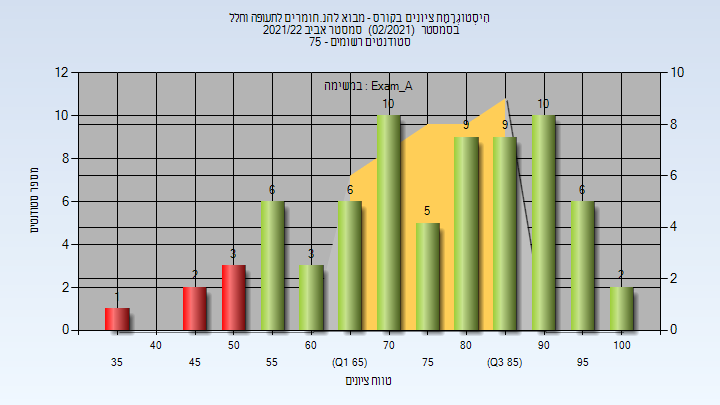 היסטוגרמת ציונים בקורס - מבוא להנ.חומרים לתעופה וחלל
בסמסטר (02/2021) סמסטר אביב 2021/22
סטודנטים רשומים - 75
במשימה : Exam_A
12 10 8 6 4 2 0
מספר סטודנטים
10 8 6 4 2 0
1 2 3 6 3 6 10 5 9 9 10 6 2
40 50 60 70 80 90 100
35 45 55 (Q1 65) 75 (Q3 85) 95
טווח ציונים